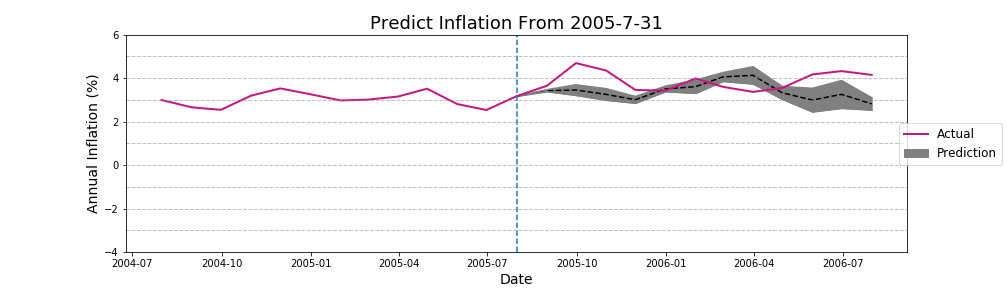 Predict Inflation From 2005-7-31
Annual Inflation (%)
6
4
2
0
−2
−4
2004-07 2004-10 2005-01 2005-04 2005-07 2005-10 2006-01 2006-04 2006-07
Date
Actual
Prediction